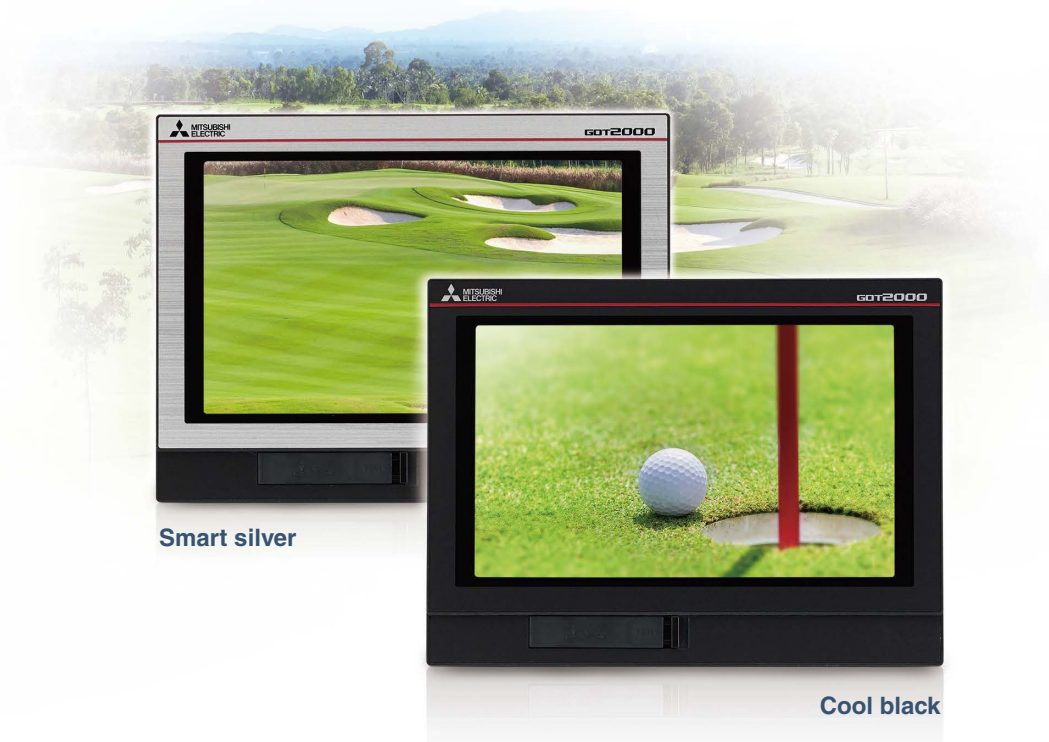 MITSUBISHI
ELECTRIC
GOT2000
MITSUBISHI
ELECTRIC
GOT2000
Smart silver
Cool black